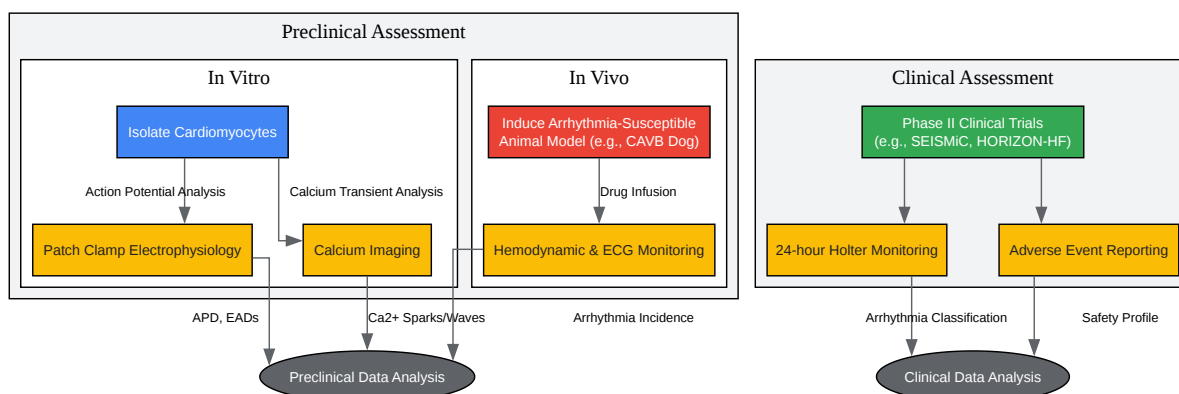 Preclinical Assessment
In Vitro
In Vivo
Clinical Assessment
Isolate Cardiomyocytes
Induce Arrhythmia-Susceptible
Animal Model (e.g., CAVB Dog)
Phase II Clinical Trials
(e.g., SEISMiC, HORIZON-HF)
Action Potential Analysis
Calcium Transient Analysis
Drug Infusion
Patch Clamp Electrophysiology
Calcium Imaging
Hemodynamic & ECG Monitoring
24-hour Holter Monitoring
Adverse Event Reporting
APD, EADs
Ca2+ Sparks/Waves
Arrhythmia Incidence
Arrhythmia Classification
Safety Profile
Preclinical Data Analysis
Clinical Data Analysis